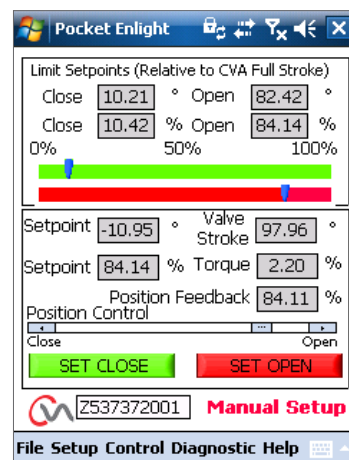 Pocket Enlight
Limit Setpoints (Relative to CVA Full Stroke)
Close 10.21 ° Open 82.42 °
Close 10.42 % Open 84.14 %
0% 50% 100%
Setpoint -10.95 ° Valve Stroke 97.96 °
Setpoint 84.14 % Torque 2.20 %
Position Feedback 84.11 %
Position Control
Close Open
SET CLOSE SET OPEN
Z537372001 Manual Setup
File Setup Control Diagnostic Help